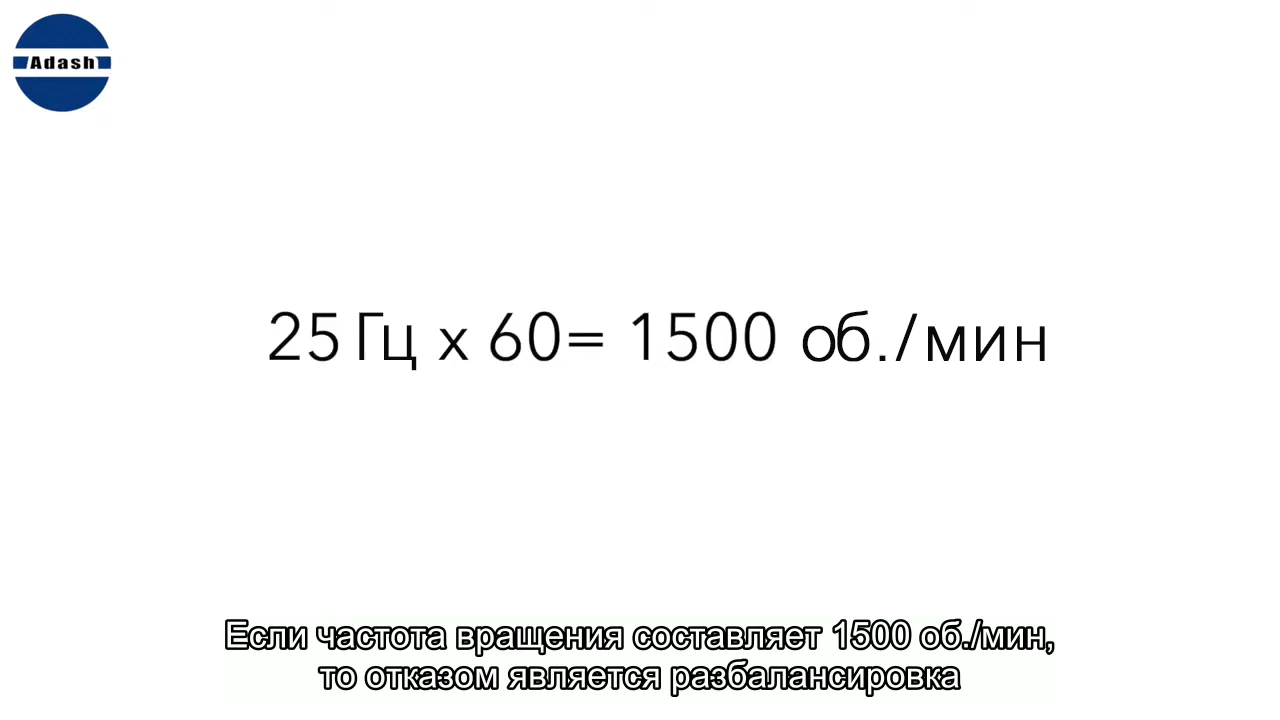 Adash
25 Гц x 60= 1500 об./мин
Если частота вращения составляет 1500 об./мин,
то отказом является разбалансировка